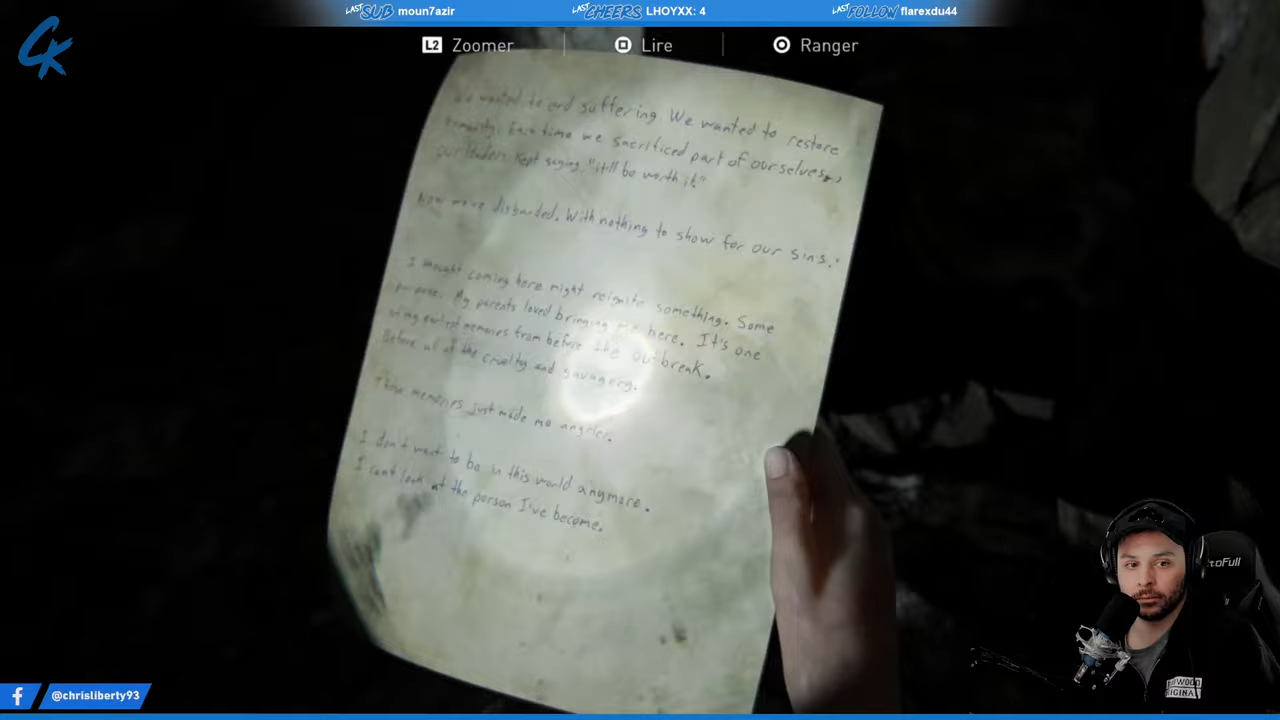 LAST SUB moun7azir
LAST CHEERS LHOYXX: 4
LAST FOLLOW flarexdu44
CK
L2 Zoomer
Lire
Ranger
We wanted to end suffering. We wanted to restore
humanity. Each time we sacrificed part of ourselves,
our leaders kept saying, "it'll be worth it."
Now we're disbanded. With nothing to show for our sins.
I thought coming here might reignite something. Some
purpose. My parents loved bringing me here. It's one
of my earliest memories from before the outbreak.
Before all of the cruelty and savagery.
Those memories just made me angrier.
I don't want to be in this world anymore.
I can't look at the person I've become.
toFull
@chrisliberty93